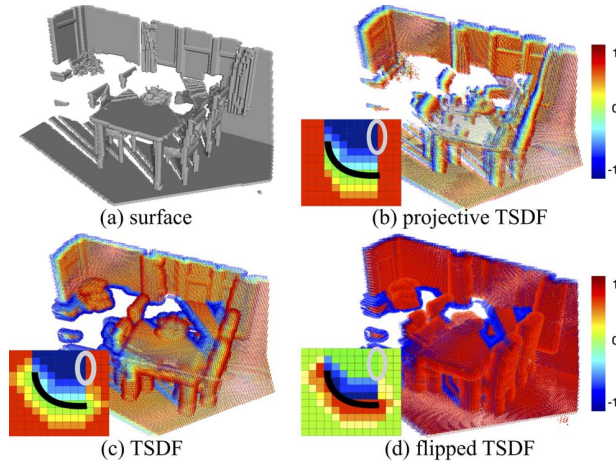 1
0
-1
(a) surface
(b) projective TSDF
1
0
-1
(c) TSDF
(d) flipped TSDF